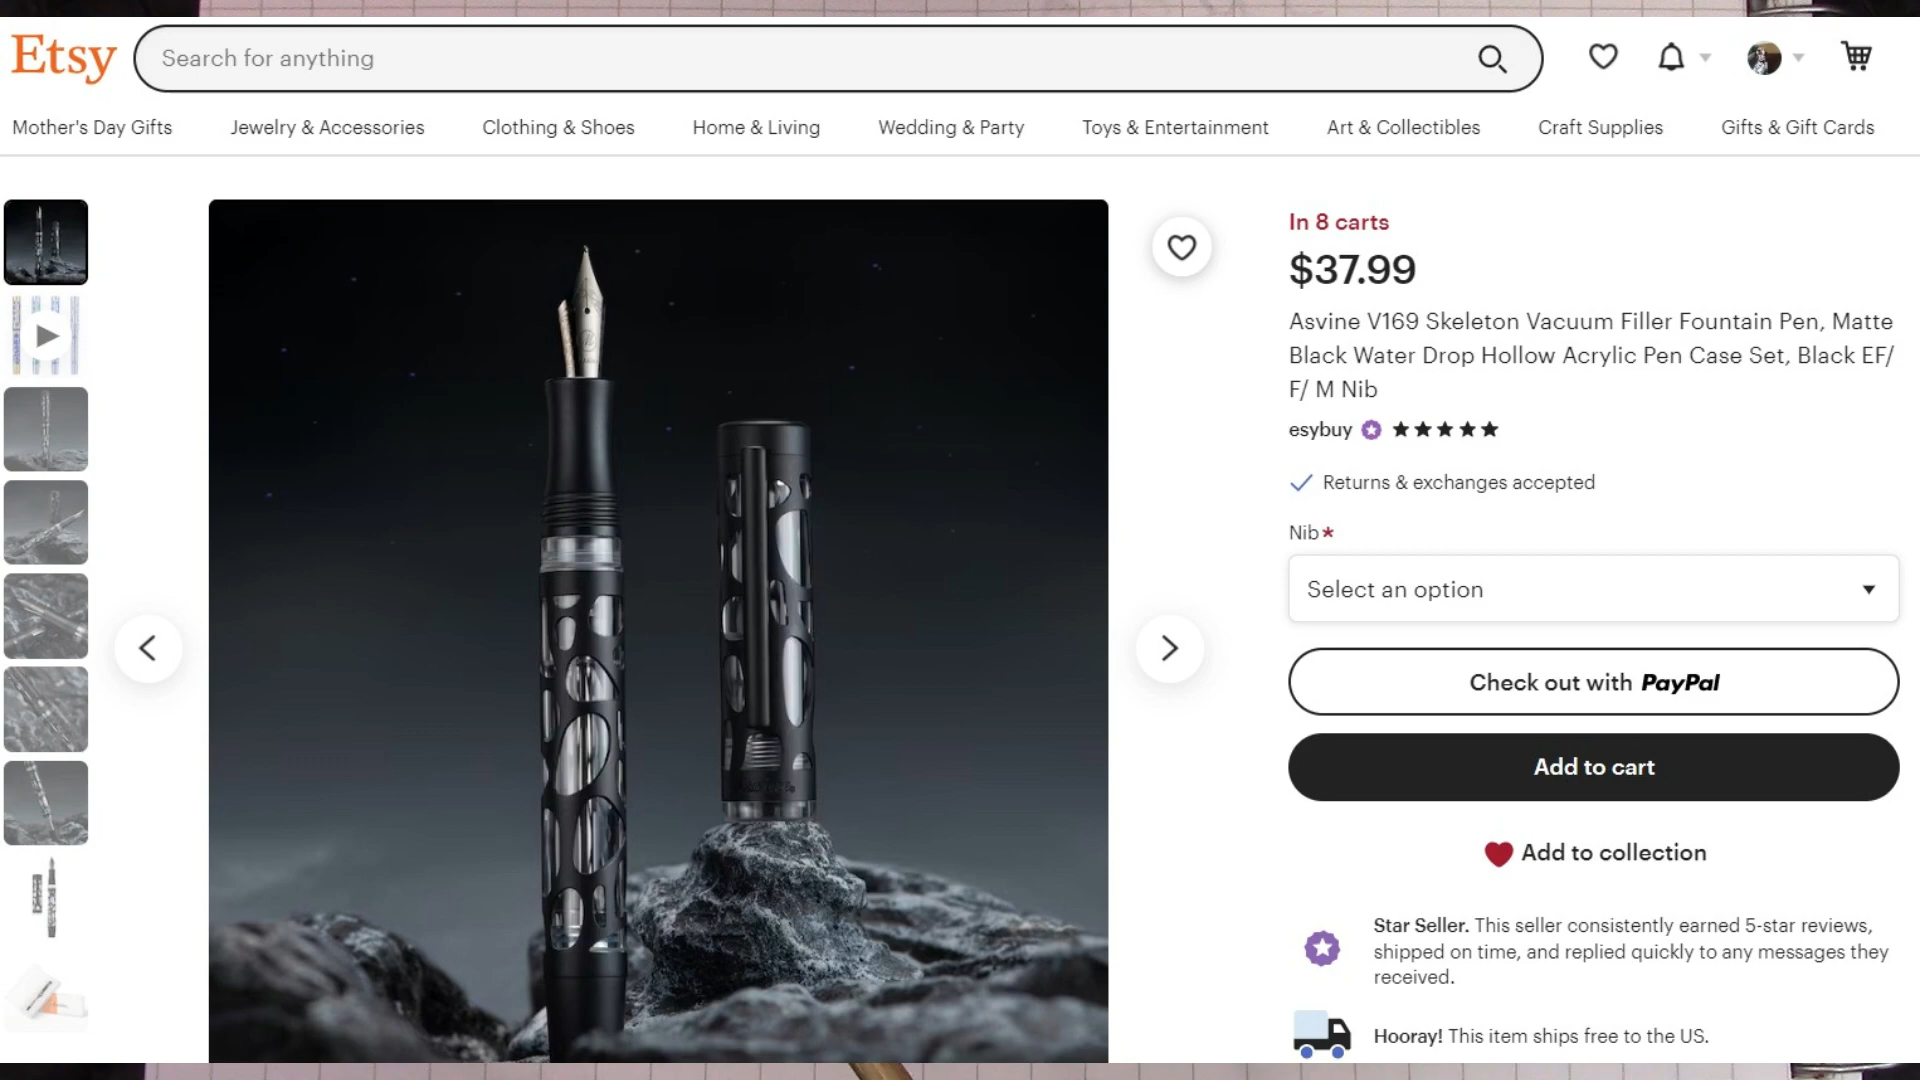 Etsy
Search for anything
Mother's Day Gifts
Jewelry & Accessories
Clothing & Shoes
Home & Living
Wedding & Party
Toys & Entertainment
Art & Collectibles
Craft Supplies
Gifts & Gift Cards
In 8 carts
$37.99
Asvine V169 Skeleton Vacuum Filler Fountain Pen, Matte
Black Water Drop Hollow Acrylic Pen Case Set, Black EF/
F/ M Nib
esybuy
Returns & exchanges accepted
Nib*
Select an option
Check out with PayPal
Add to cart
Add to collection
Star Seller. This seller consistently earned 5-star reviews,
shipped on time, and replied quickly to any messages they
received.
Hooray! This item ships free to the US.